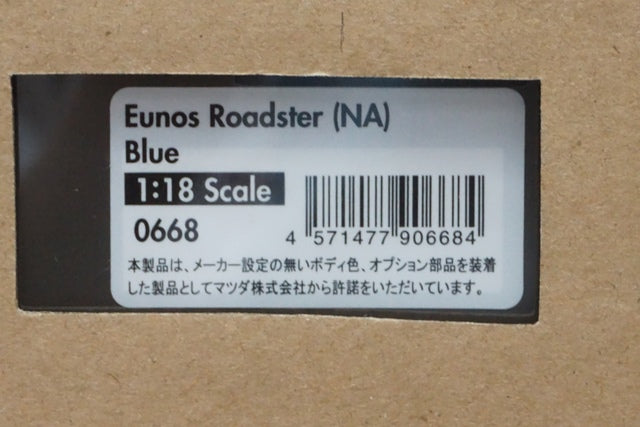 Eunos Roadster (NA)
Blue
1:18 Scale
0668
4 571477 906684
本製品は、メーカー設定の無いボディ色、オプション部品を装着
した製品としてマツダ株式会社から許諾をいただいています。